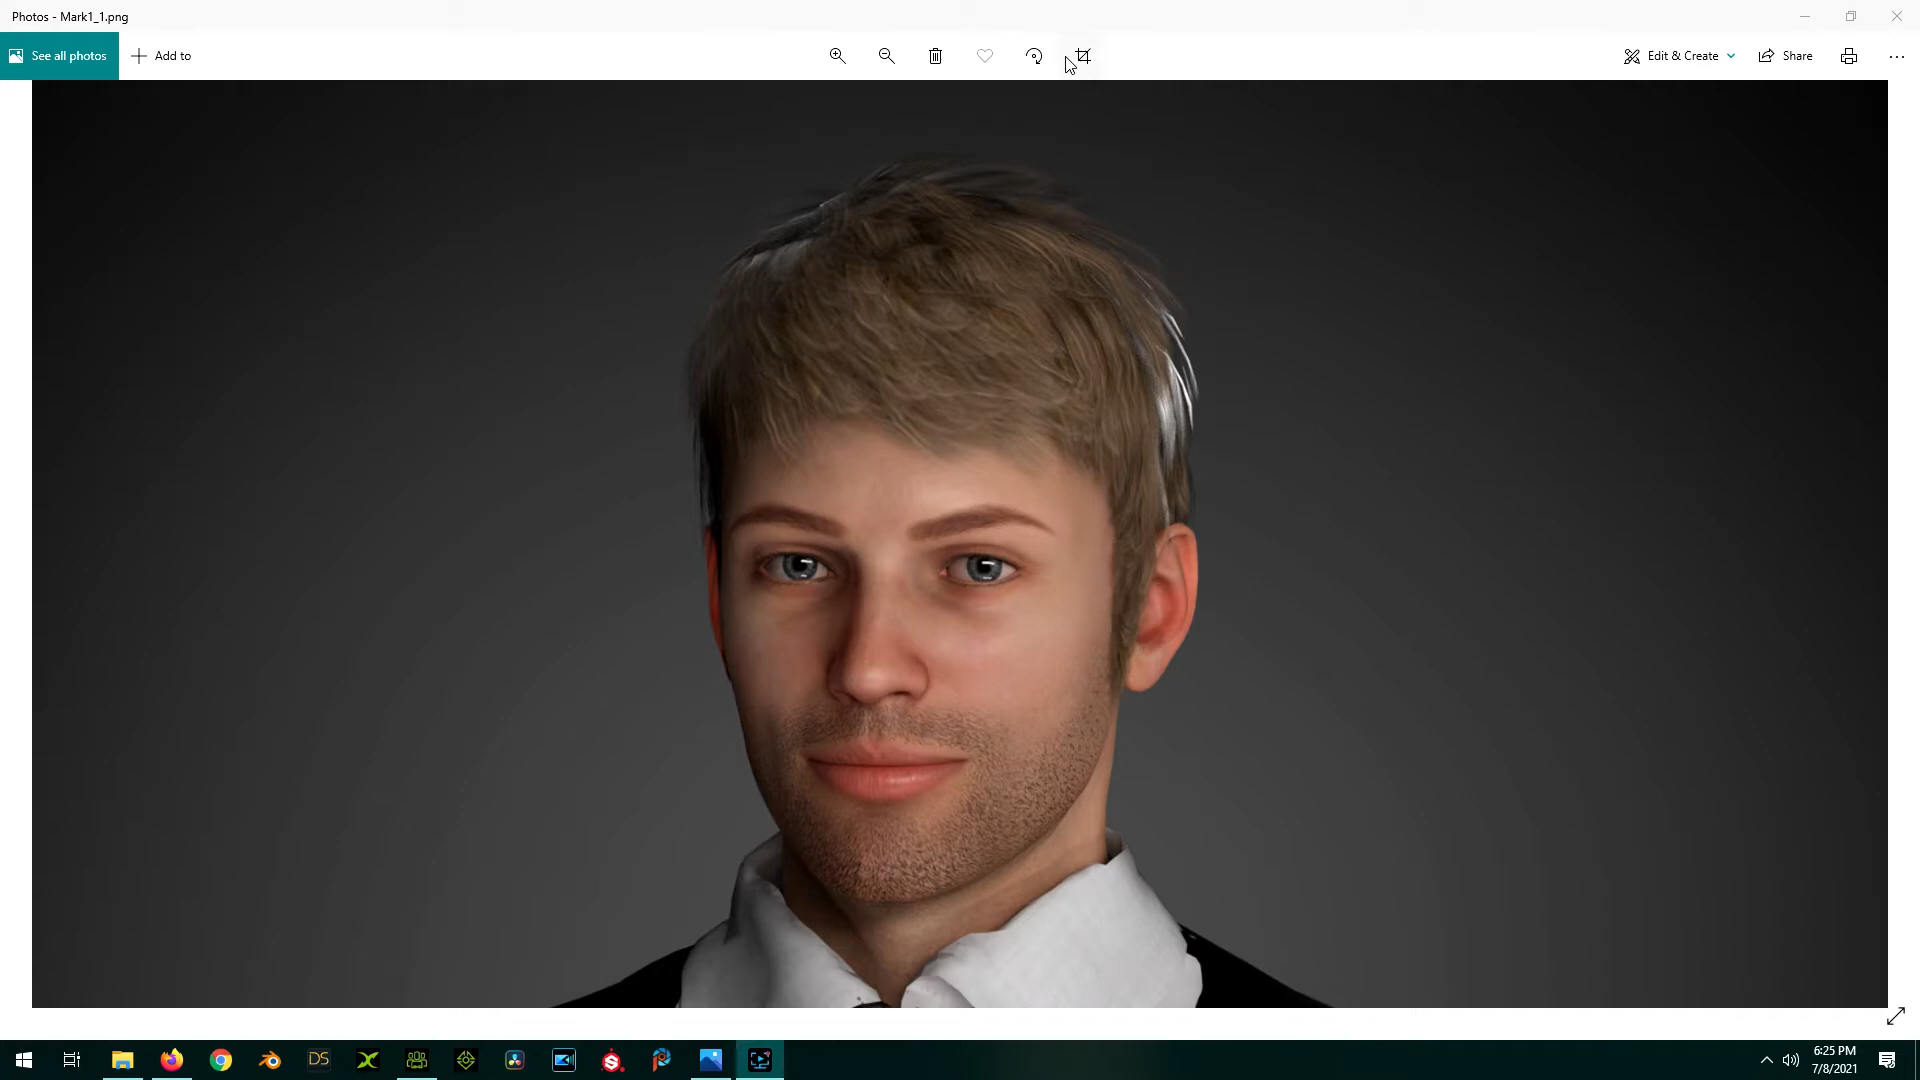 Photos - Mark1_1.png
See all photos
Add to
Edit & Create
Share
DS
6:25 PM
7/8/2021